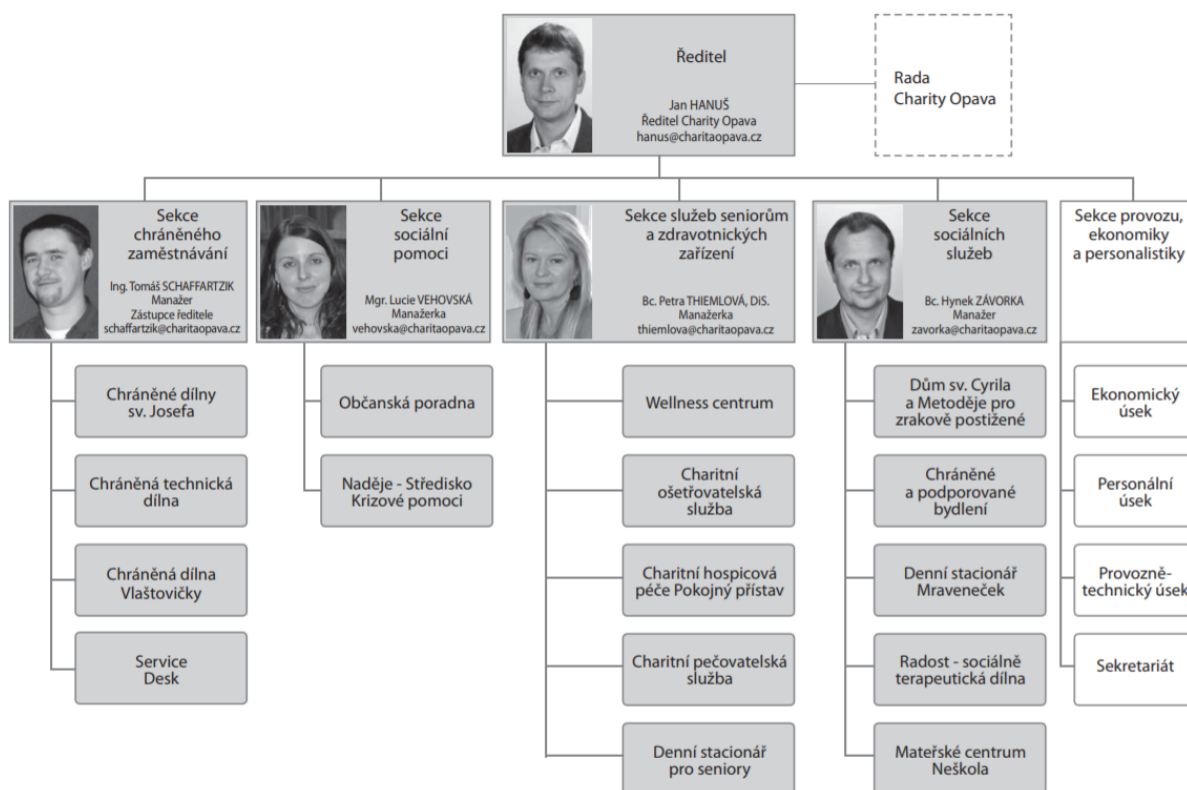 Ředitel
Jan HANUŠ
Ředitel Charity Opava
hanus@charitaopava.cz
Rada
Charity Opava
Sekce
chráněného
zaměstnávání
Ing. Tomáš SCHAFFARTZIK
Manažer
Zástupce ředitele
schaffartzik@charitaopava.cz
Sekce
sociální
pomoci
Mgr. Lucie VEHOVSKÁ
Manažerka
vehovska@charitaopava.cz
Sekce služeb seniorům
a zdravotnických
zařízení
Bc. Petra THIEMLOVÁ, DiS.
Manažerka
thiemlova@charitaopava.cz
Sekce
sociálních
služeb
Bc. Hynek ZÁVORKA
Manažer
zavorka@charitaopava.cz
Sekce provozu,
ekonomiky
a personalistiky
Chráněné dílny
sv. Josefa
Chráněná technická
dílna
Chráněná dílna
Vlaštovičky
Service
Desk
Občanská poradna
Naděje - Středisko
Krizové pomoci
Wellness centrum
Charitní
ošetřovatelská
služba
Charitní hospicová
péče Pokojný přístav
Charitní pečovatelská
služba
Denní stacionář
pro seniory
Dům sv. Cyrila
a Metoděje pro
zrakově postižené
Chráněné
a podporované
bydlení
Denní stacionář
Mraveneček
Radost - sociálně
terapeutická dílna
Mateřské centrum
Neškola
Ekonomický
úsek
Personální
úsek
Provozně-
technický úsek
Sekretariát